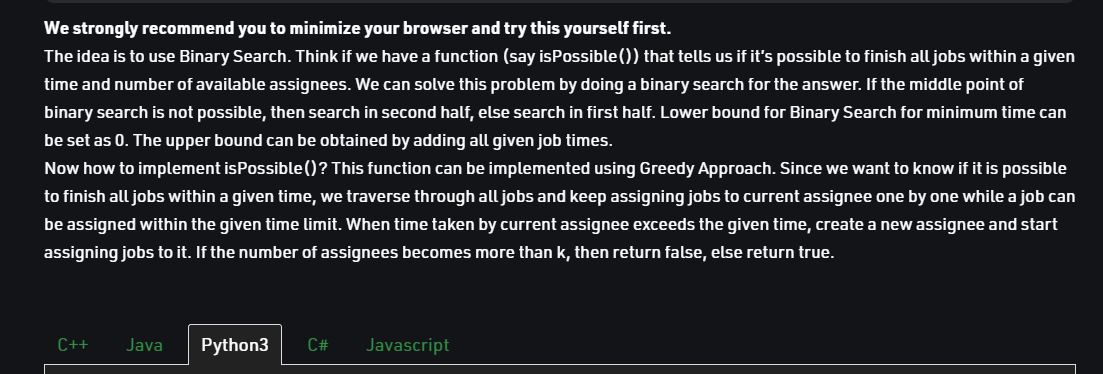 We strongly recommend you to minimize your browser and try this yourself first.
The idea is to use Binary Search. Think if we have a function (say isPossible()) that tells us if it's possible to finish all jobs within a given
time and number of available assignees. We can solve this problem by doing a binary search for the answer. If the middle point of
binary search is not possible, then search in second half, else search in first half. Lower bound for Binary Search for minimum time can
be set as 0. The upper bound can be obtained by adding all given job times.
Now how to implement isPossible()? This function can be implemented using Greedy Approach. Since we want to know if it is possible
to finish all jobs within a given time, we traverse through all jobs and keep assigning jobs to current assignee one by one while a job can
be assigned within the given time limit. When time taken by current assignee exceeds the given time, create a new assignee and start
assigning jobs to it. If the number of assignees becomes more than k, then return false, else return true.
C++ Java Python3 C# Javascript